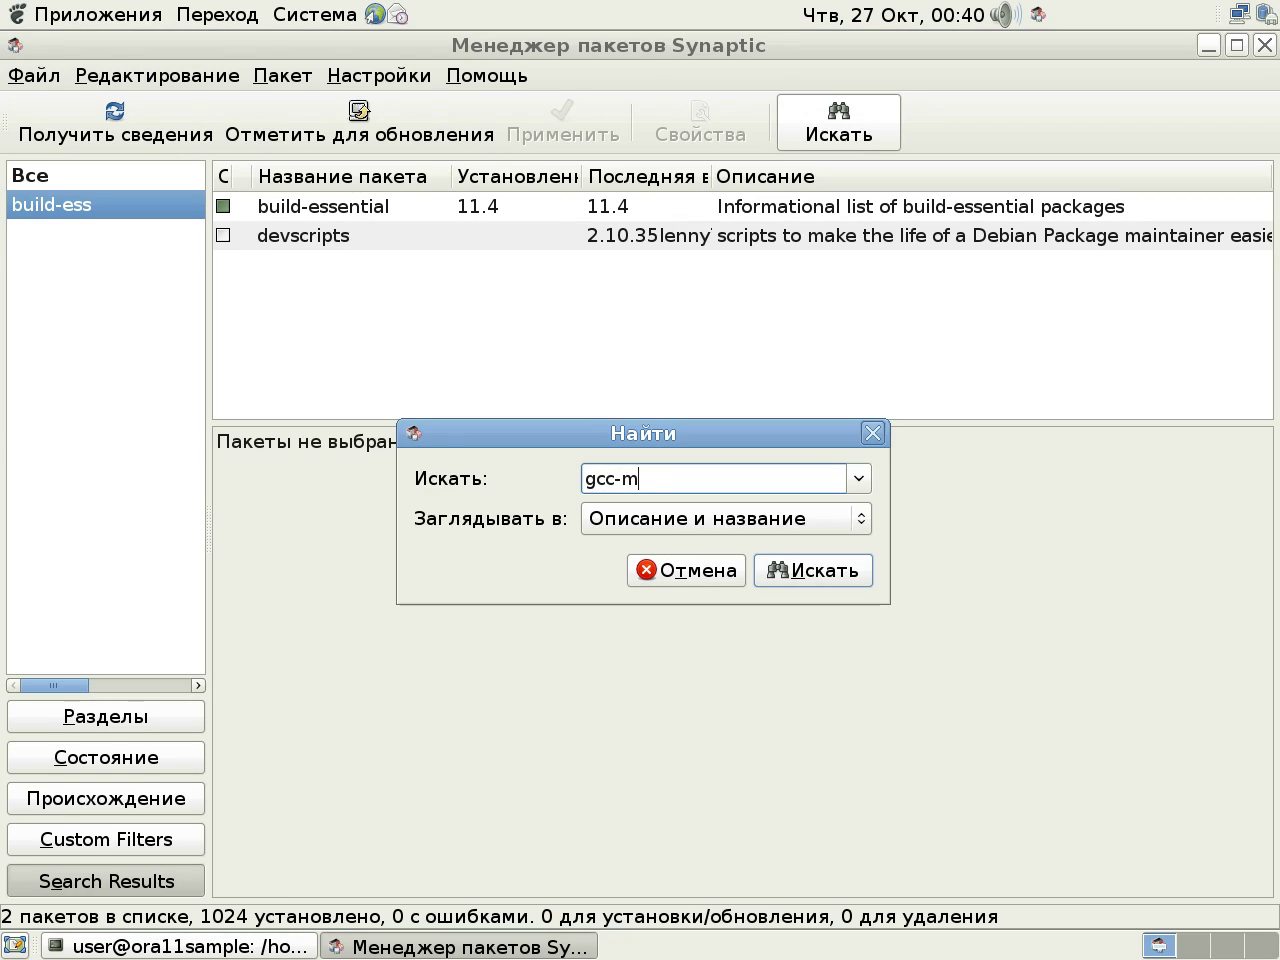 Приложения Переход Система Чтв, 27 Окт, 00:40
Менеджер пакетов Synaptic
Файл Редактирование Пакет Настройки Помощь
Получить сведения Отметить для обновления Применить Свойства Искать
Все
build-ess
С Название пакета Установлен Последняя в Описание
build-essential 11.4 11.4 Informational list of build-essential packages
devscripts 2.10.35lenny scripts to make the life of a Debian Package maintainer easie
Пакеты не выбран
Найти
Искать: gcc-m
Заглядывать в: Описание и название
Отмена Искать
Разделы
Состояние
Происхождение
Custom Filters
Search Results
2 пакетов в списке, 1024 установлено, 0 с ошибками. 0 для установки/обновления, 0 для удаления
user@ora11sample: /ho... Менеджер пакетов Sy...